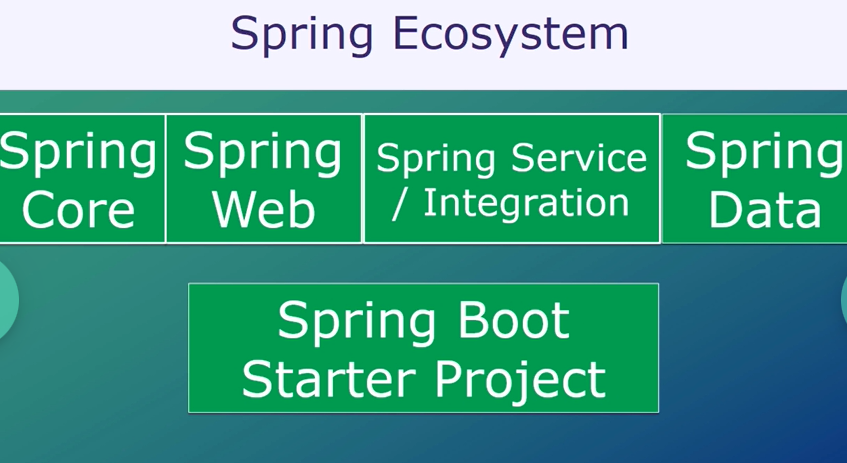 Spring Ecosystem
Spring
Core
Spring
Web
Spring Service
/ Integration
Spring
Data
Spring Boot
Starter Project